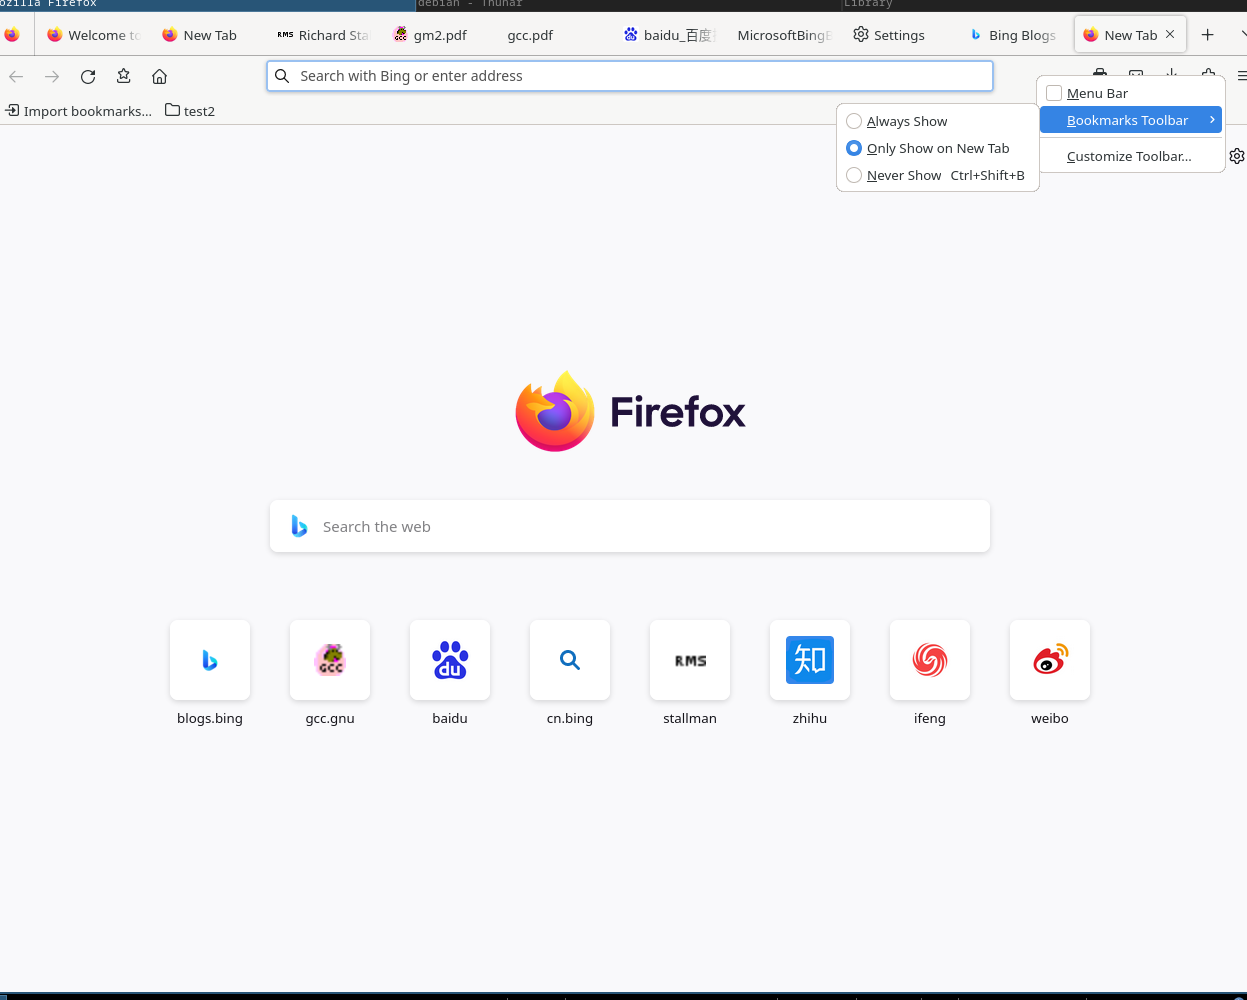 ozilla Firefox
debian - Thunar
Library
Welcome to
New Tab
RMS Richard Sta
gm2.pdf
gcc.pdf
baidu_百度
MicrosoftBingB
Settings
Bing Blogs
New Tab
Search with Bing or enter address
Menu Bar
Import bookmarks...
test2
Always Show
Bookmarks Toolbar
Only Show on New Tab
Customize Toolbar...
Never Show Ctrl+Shift+B
Firefox
Search the web
GCC
du
RMS
知
blogs.bing
gcc.gnu
baidu
cn.bing
stallman
zhihu
ifeng
weibo